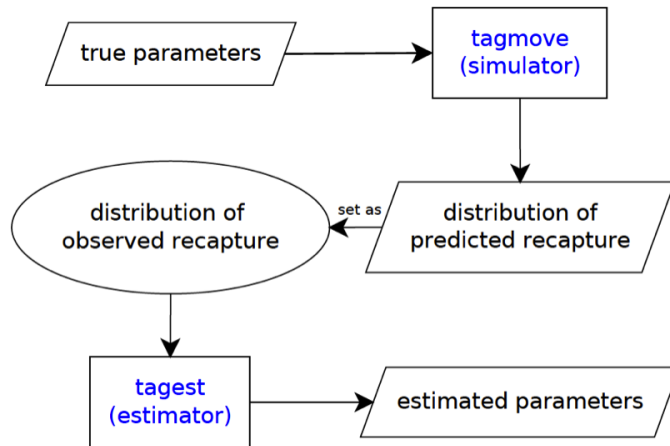 true parameters
tagmove
(simulator)
distribution of
observed recapture
set as
distribution of
predicted recapture
tagest
(estimator)
estimated parameters